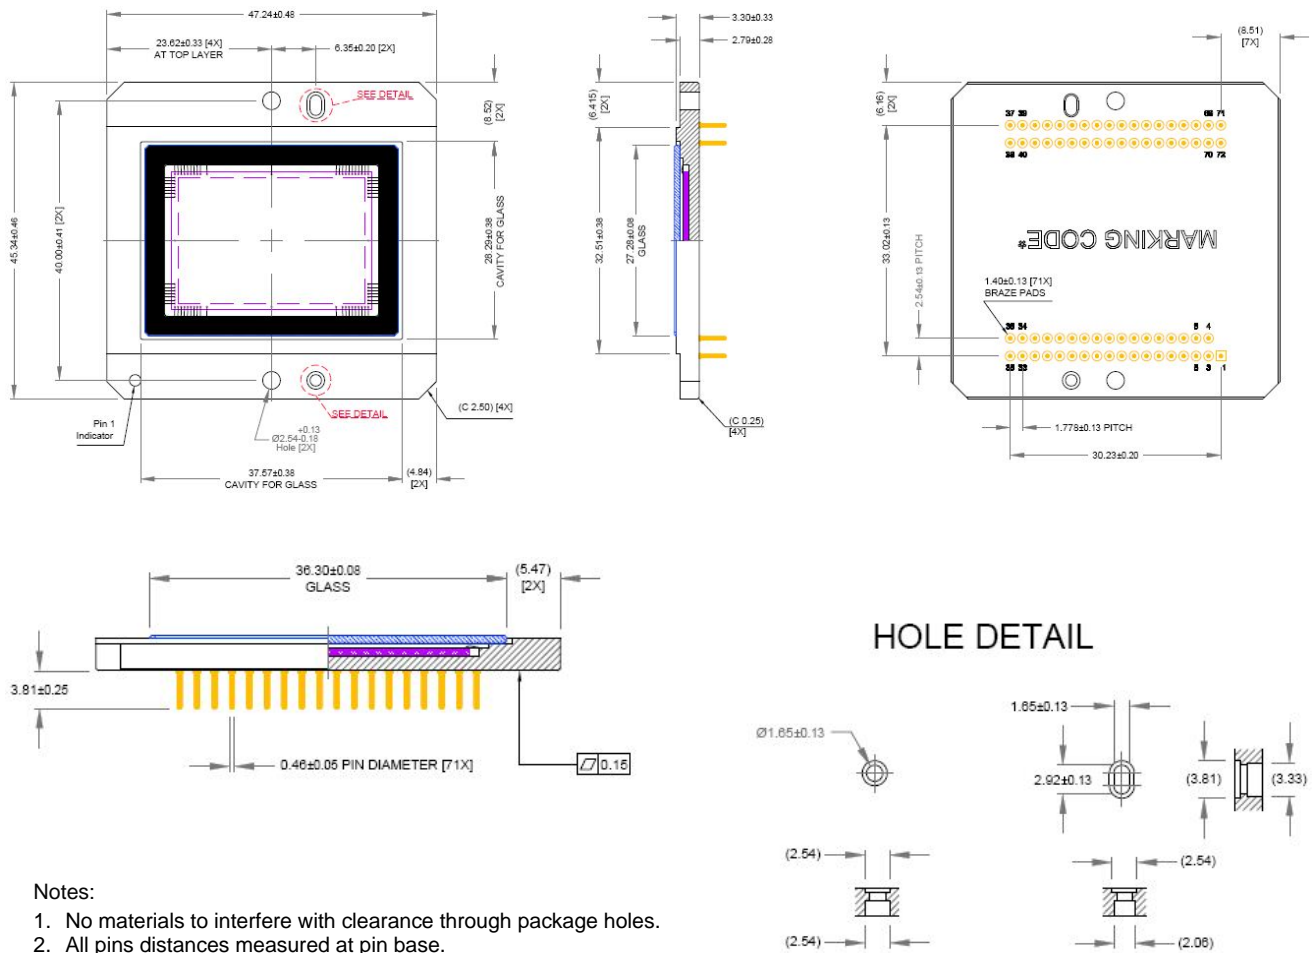 47.24±0.48
23.62±0.33 [4X]
AT TOP LAYER
6.35±0.20 [2X]
SEE DETAIL
(8.52)
[2X]
45.34±0.46
40.00±0.41 [2X]
28.29±0.38
CAVITY FOR GLASS
Pin 1
Indicator
+0.13
Ø2.54-0.18
Hole [2X]
SEE DETAIL
(C 2.50) [4X]
37.57±0.38
CAVITY FOR GLASS
(4.84)
[2X]
3.30±0.33
2.79±0.28
(6.415)
[2X]
32.51±0.38
27.28±0.08
GLASS
(C 0.25)
[4X]
(8.51)
[7X]
(6.16)
[2X]
37 39 69 71
38 40 70 72
33.02±0.13
2.54±0.13 PITCH
MARKING CODE*
1.40±0.13 [71X]
BRAZE PADS
36 34 4
35 33 3 1
1.778±0.13 PITCH
30.23±0.20
36.30±0.08
GLASS
(5.47)
[2X]
3.81±0.25
0.46±0.05 PIN DIAMETER [71X]
0.15
HOLE DETAIL
Ø1.65±0.13
1.65±0.13
2.92±0.13
(3.81)
(3.33)
(2.54)
(2.54)
(2.54)
(2.06)
Notes:
1. No materials to interfere with clearance through package holes.
2. All pins distances measured at pin base.